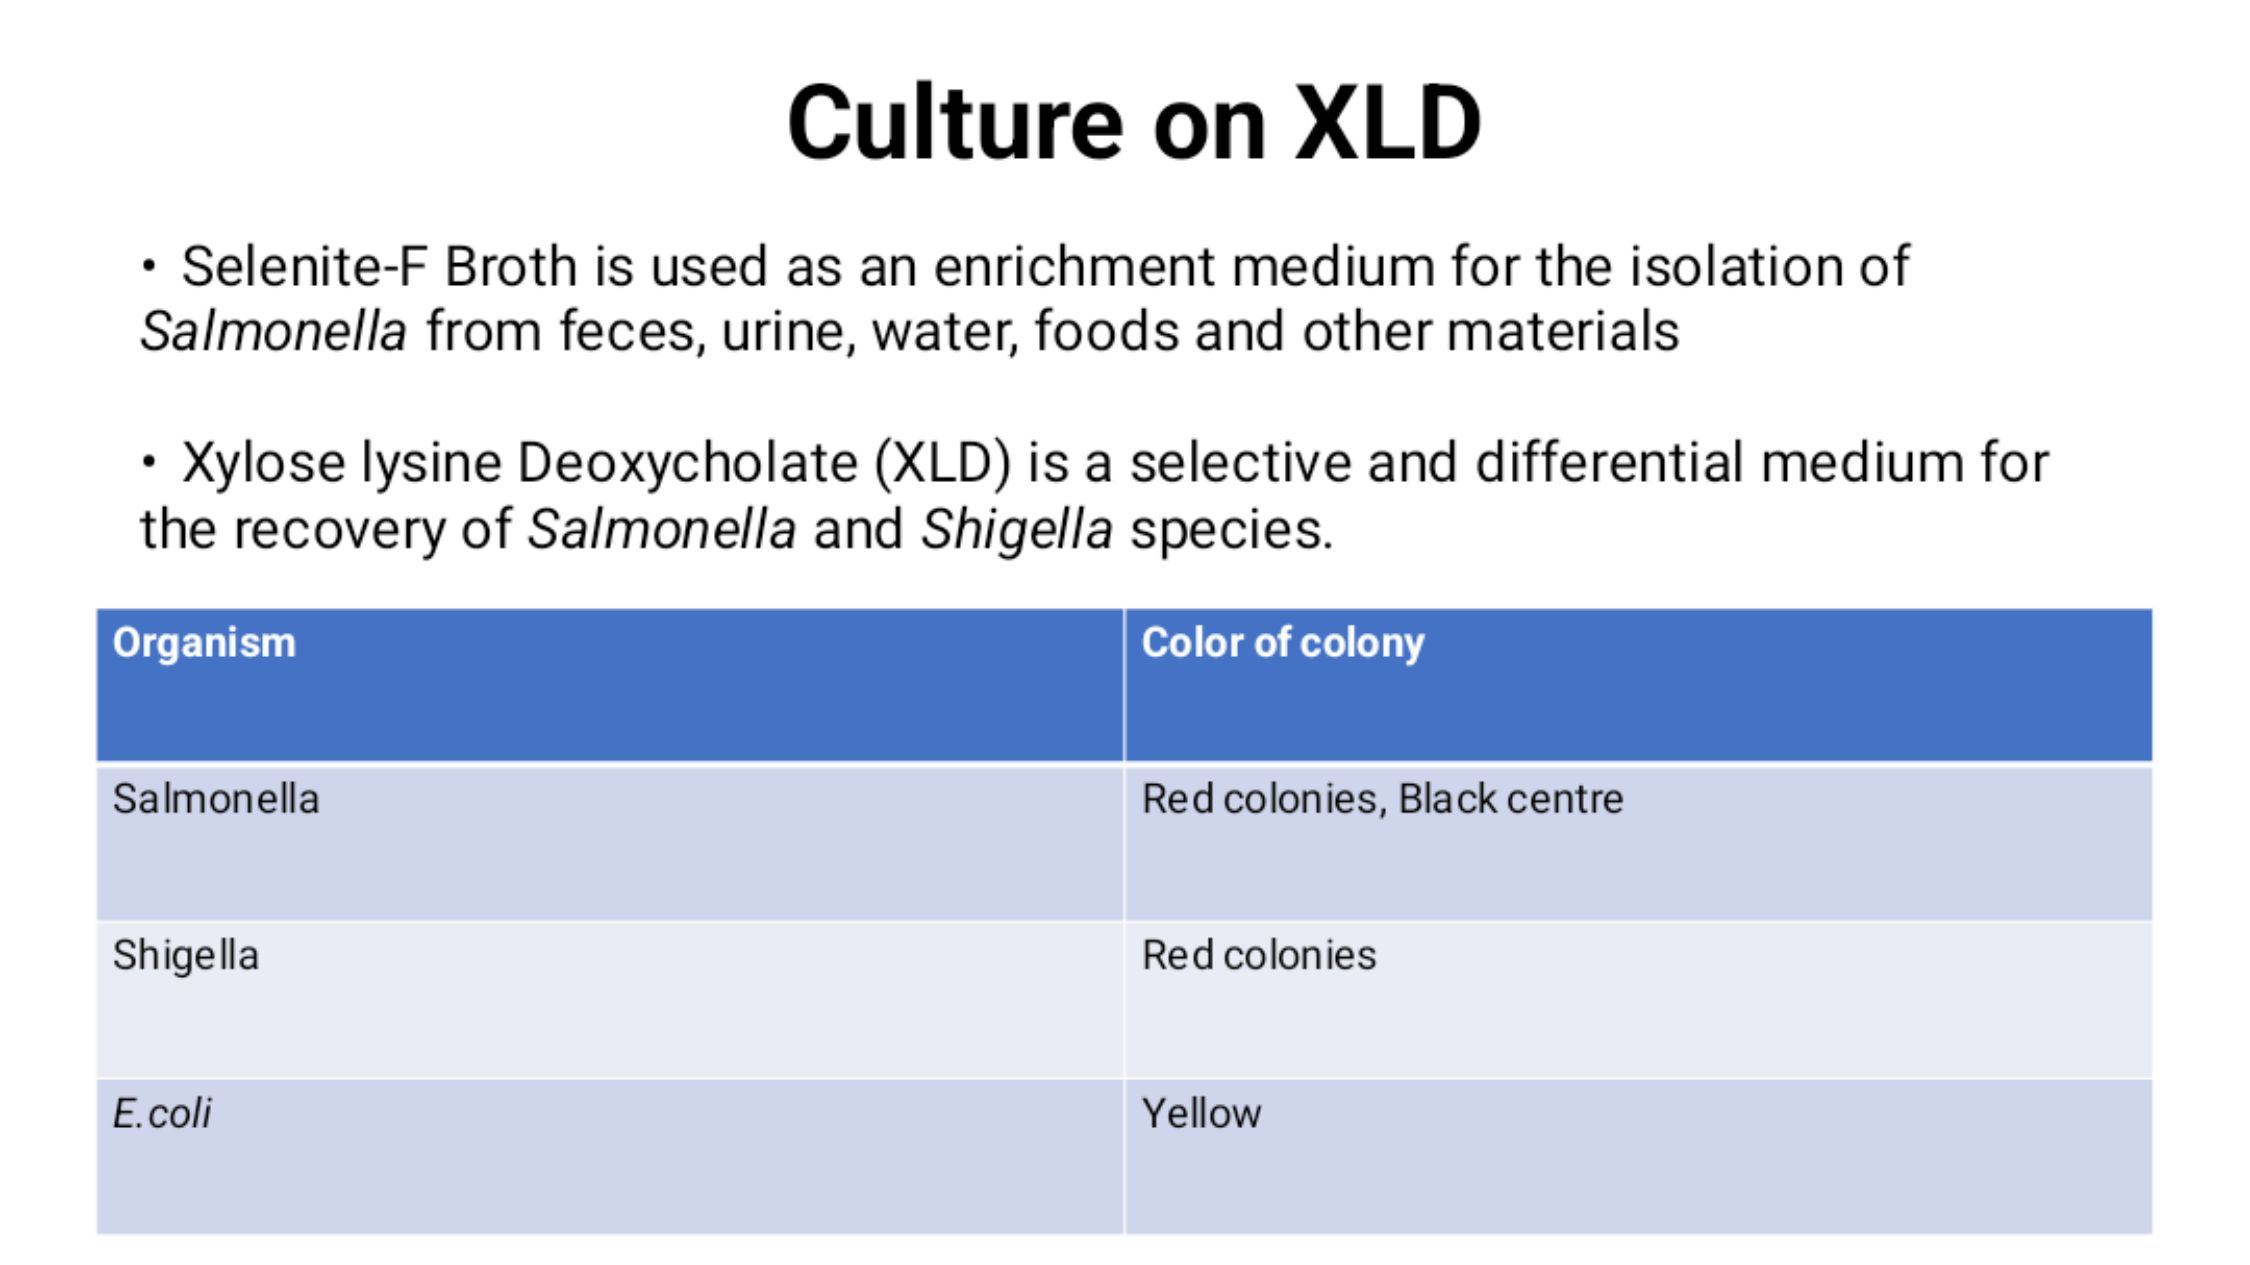 Culture on XLD
• Selenite-F Broth is used as an enrichment medium for the isolation of
Salmonella from feces, urine, water, foods and other materials
• Xylose lysine Deoxycholate (XLD) is a selective and differential medium for
the recovery of Salmonella and Shigella species.
Organism Color of colony
Salmonella Red colonies, Black centre
Shigella Red colonies
E.coli Yellow